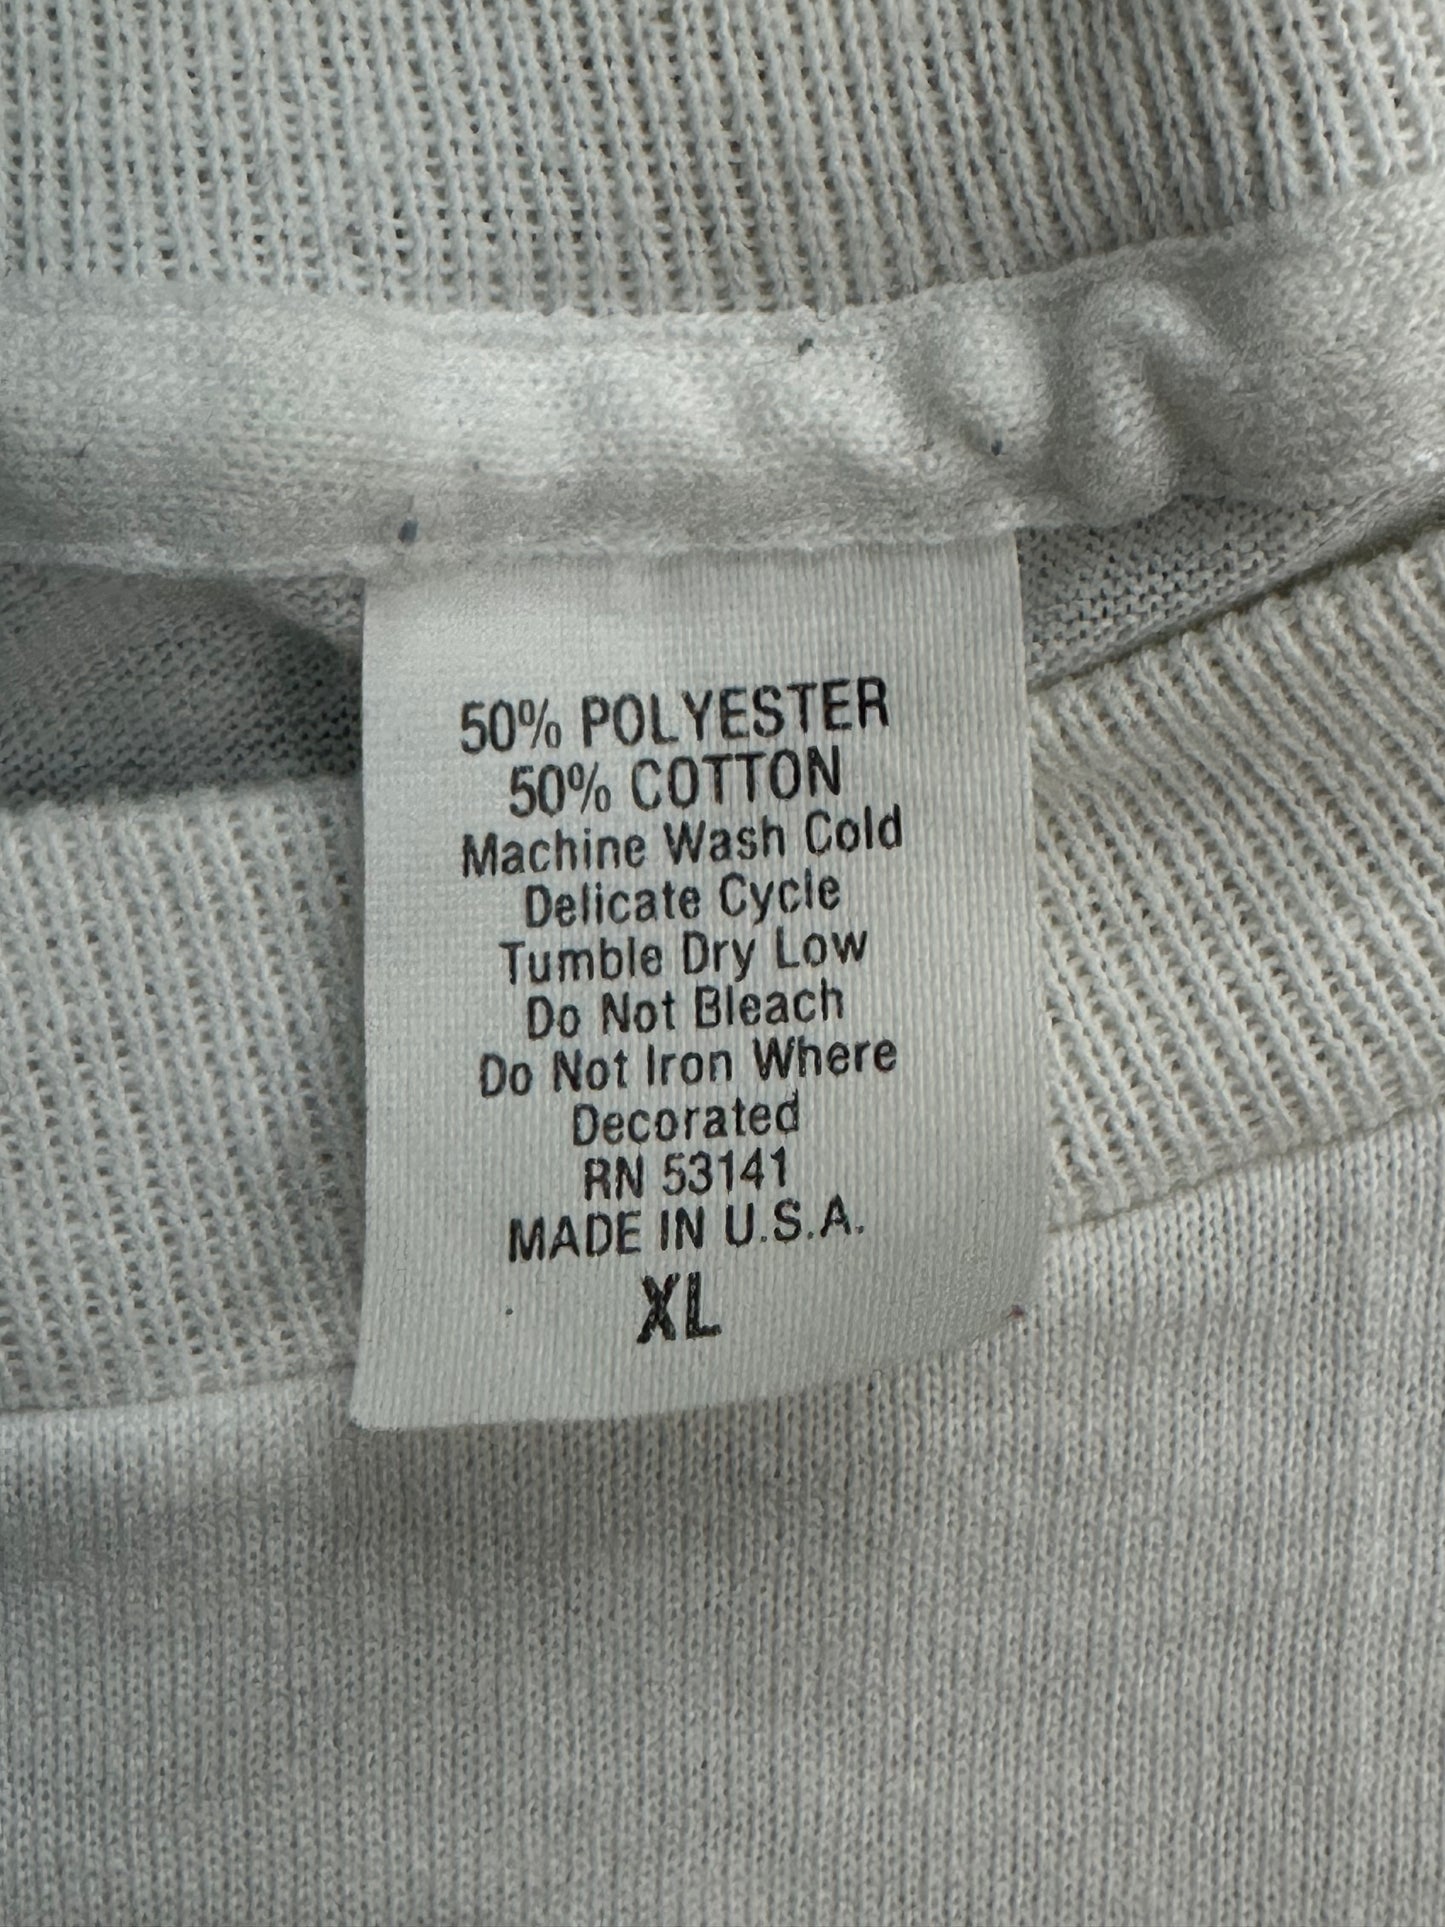 50% POLYESTER
50% COTTON
Machine Wash Cold
Delicate Cycle
Tumble Dry Low
Do Not Bleach
Do Not Iron Where
Decorated
RN 53141
MADE IN U.S.A.
XL